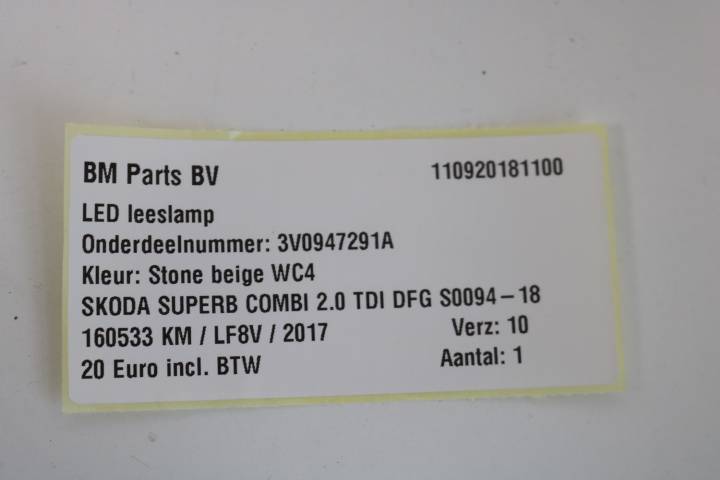 BM Parts BV 110920181100
LED leeslamp
Onderdeelnummer: 3V0947291A
Kleur: Stone beige WC4
SKODA SUPERB COMBI 2.0 TDI DFG S0094-18
160533 KM / LF8V / 2017 Verz: 10
20 Euro incl. BTW Aantal: 1